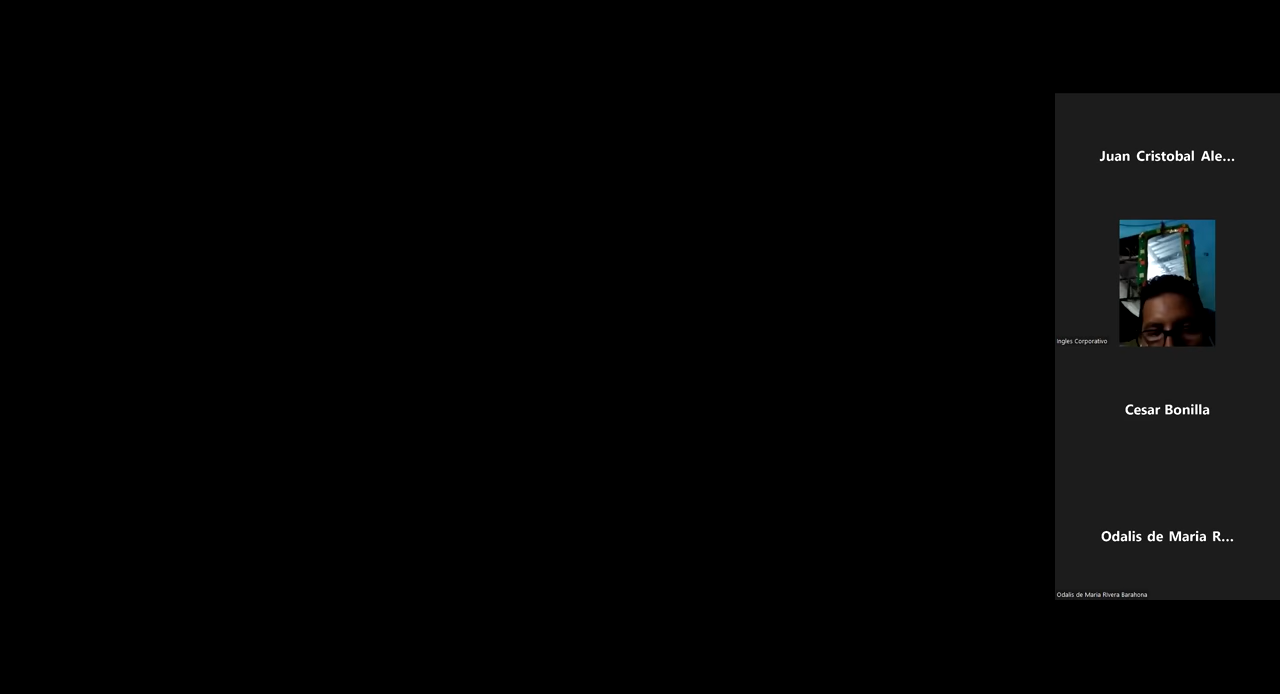 Juan Cristobal Ale...
ingles Corporativo
Cesar Bonilla
Odalis de Maria R...
Odalis de Maria Rivera Barahona